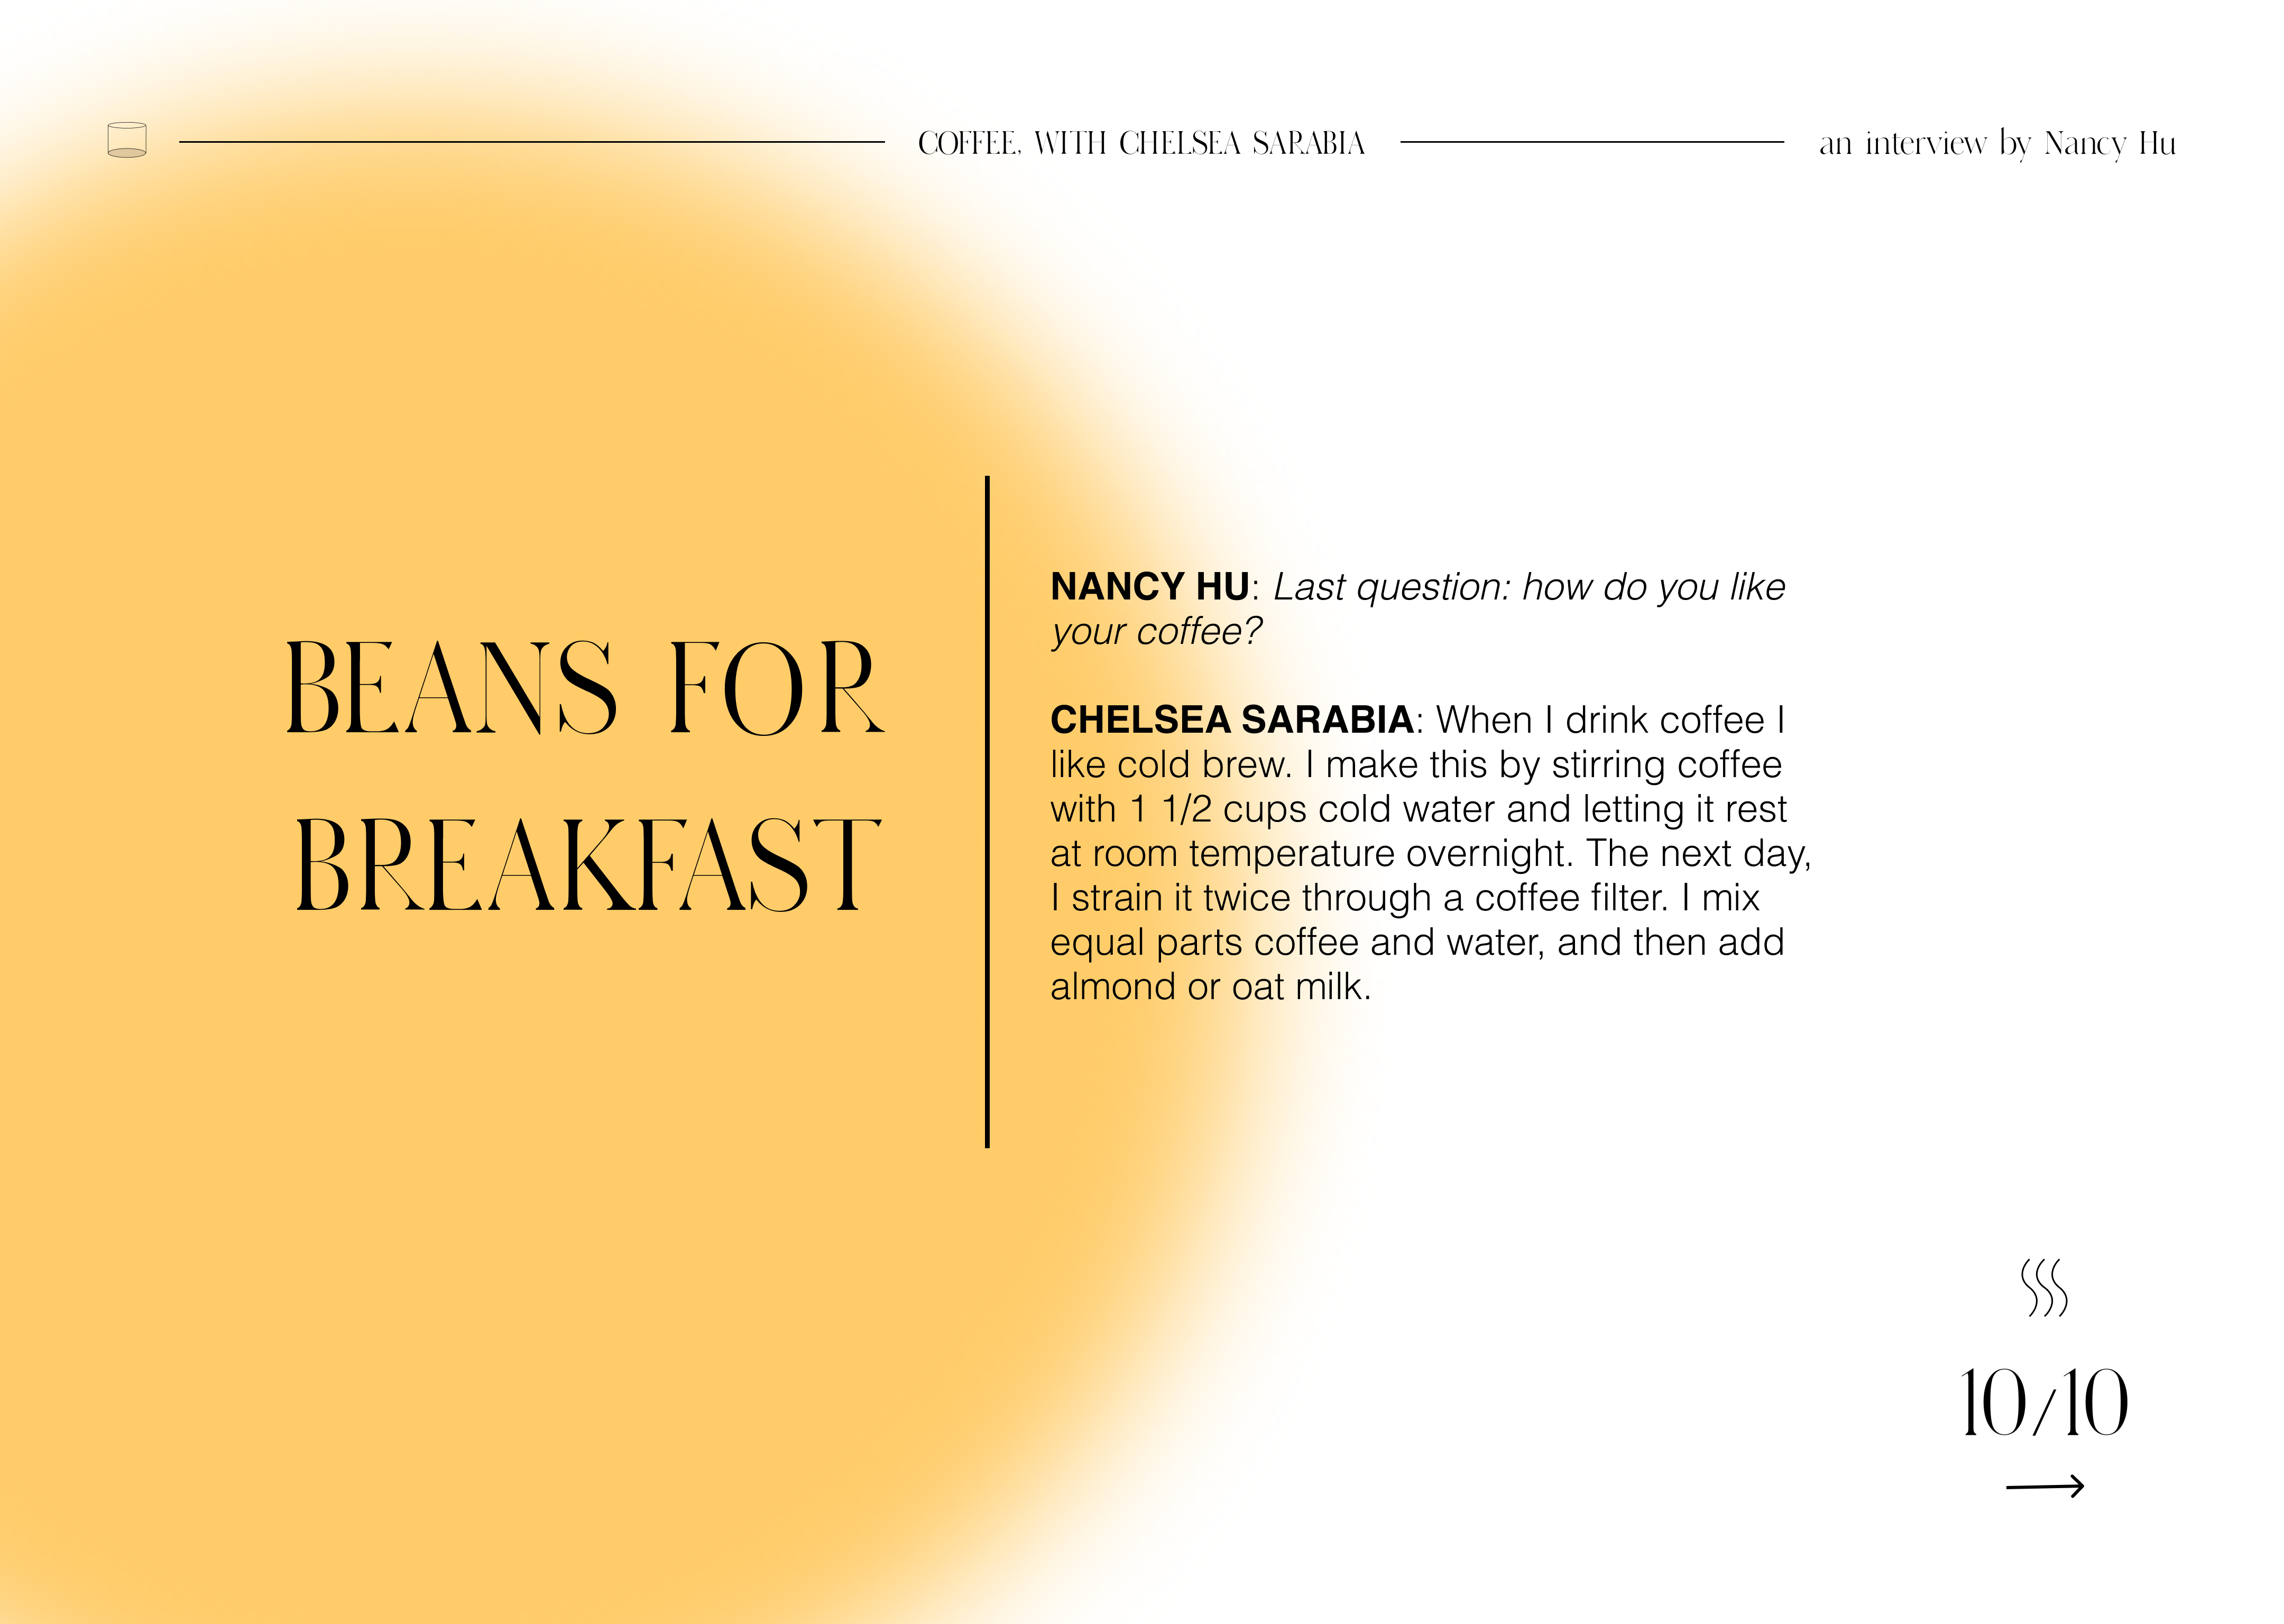 COFFEE, WITH CHELSEA SARABIA
an interview by Nancy Hu
BEANS FOR
BREAKFAST
NANCY HU: Last question: how do you like
your coffee?
CHELSEA SARABIA: When I drink coffee I
like cold brew. I make this by stirring coffee
with 1 1/2 cups cold water and letting it rest
at room temperature overnight. The next day,
I strain it twice through a coffee filter. I mix
equal parts coffee and water, and then add
almond or oat milk.
10/10